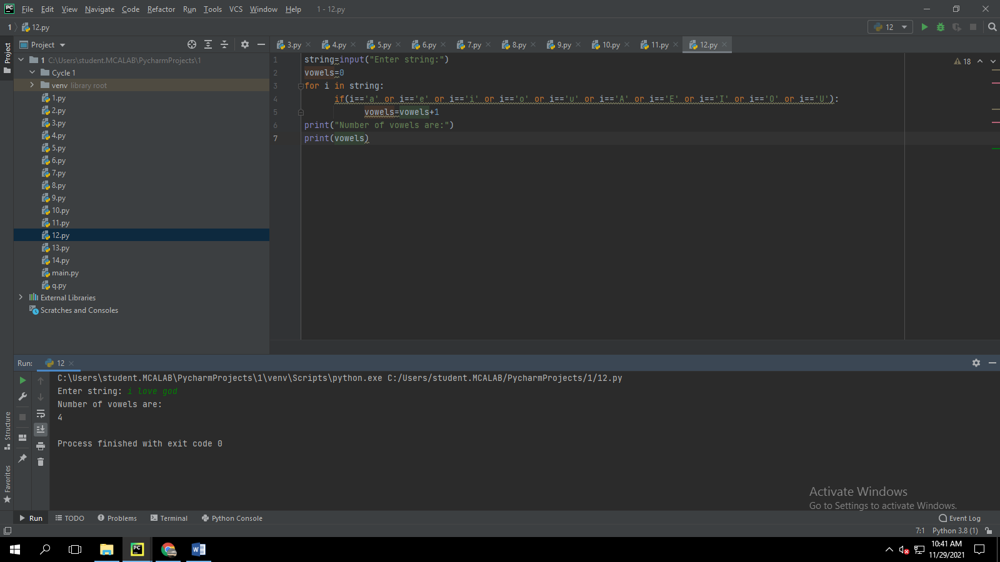 PC File Edit View Navigate Code Refactor Run Tools VCS Window Help 1 - 12.py
1 12.py 12
Project Project 3.py 4.py 5.py 6.py 7.py 8.py 9.py 10.py 11.py 12.py
1 C:\Users\student.MCALAB\PycharmProjects\1
Cycle 1
venv library root
1.py
2.py
3.py
4.py
5.py
6.py
7.py
8.py
9.py
10.py
11.py
12.py
13.py
14.py
main.py
q.py
External Libraries
Scratches and Consoles
1 string=input("Enter string:") 18
2 vowels=0
3 for i in string:
4 if(i=='a' or i=='e' or i=='i' or i=='o' or i=='u' or i=='A' or i=='E' or i=='I' or i=='O' or i=='U'):
5 vowels=vowels+1
6 print("Number of vowels are:")
7 print(vowels)
Run: 12
C:\Users\student.MCALAB\PycharmProjects\1\venv\Scripts\python.exe C:/Users/student.MCALAB/PycharmProjects/1/12.py
Enter string: i love god
Number of vowels are:
4
Process finished with exit code 0
Structure
Favorites
Activate Windows
Go to Settings to activate Windows.
Run TODO Problems Terminal Python Console Event Log
7:1 Python 3.8 (1)
PC 10:41 AM
11/29/2021